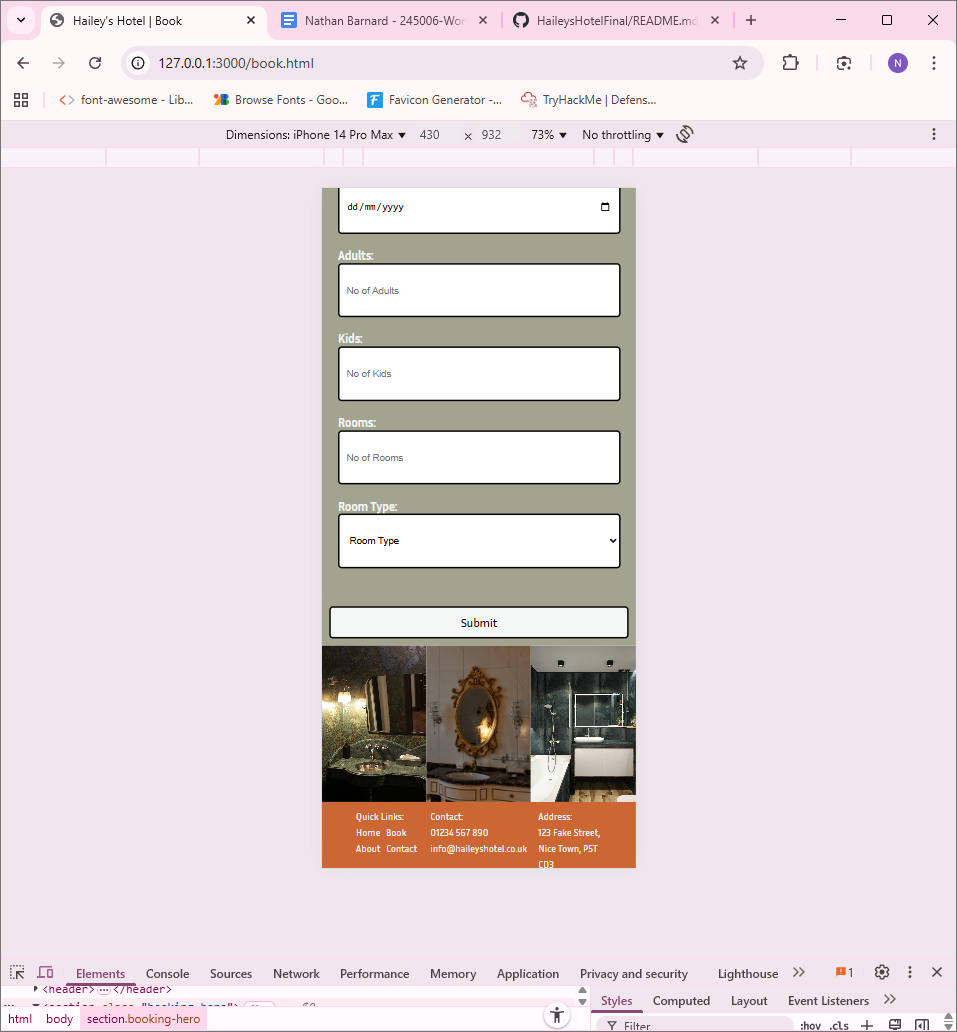 Hailey's Hotel | Book
Nathan Barnard - 245006-Wor
HaileysHotelFinal/README.md
127.0.0.1:3000/book.html
N
font-awesome - Lib...
Browse Fonts - Goo...
Favicon Generator -...
TryHackMe | Defens...
Dimensions: iPhone 14 Pro Max 430 × 932 73% No throttling
dd/mm/yyyy
Adults:
No of Adults
Kids:
No of Kids
Rooms:
No of Rooms
Room Type:
Room Type
Submit
Quick Links:
Home Book
About Contact
Contact:
01234 567 890
info@haileyshotel.co.uk
Address:
123 Fake Street,
Nice Town, P5T
CD3
Elements Console Sources Network Performance Memory Application Privacy and security Lighthouse 1
<header> … </header>
html body section.booking-hero
Styles Computed Layout Event Listeners
Filter :hov .cls